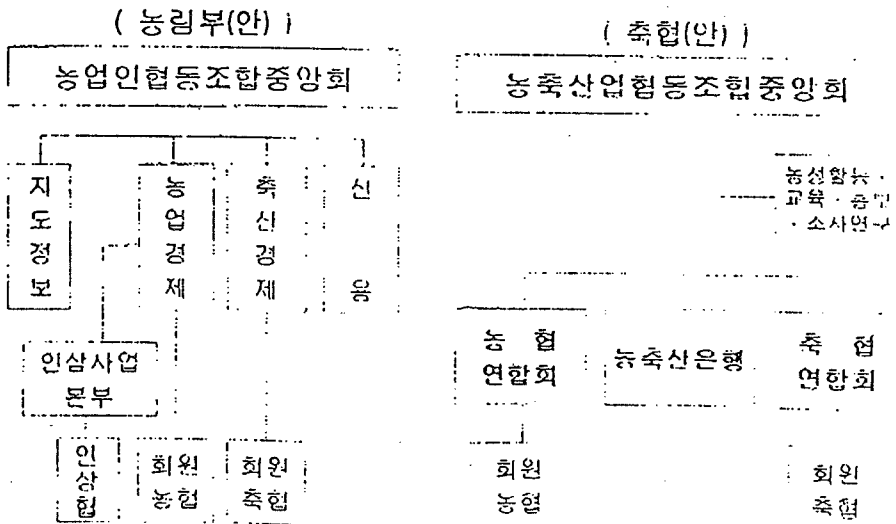 ( 농림부(안) )
농업인협동조합중앙회
지도정보
농업경제
축산경제
신용
인삼사업
본부
인삼협
회원
농협
회원
축협
( 축협(안) )
농축산업협동조합중앙회
교육
농협
연합회
농축산은행
축협
연합회
회원
농협
회원
축협